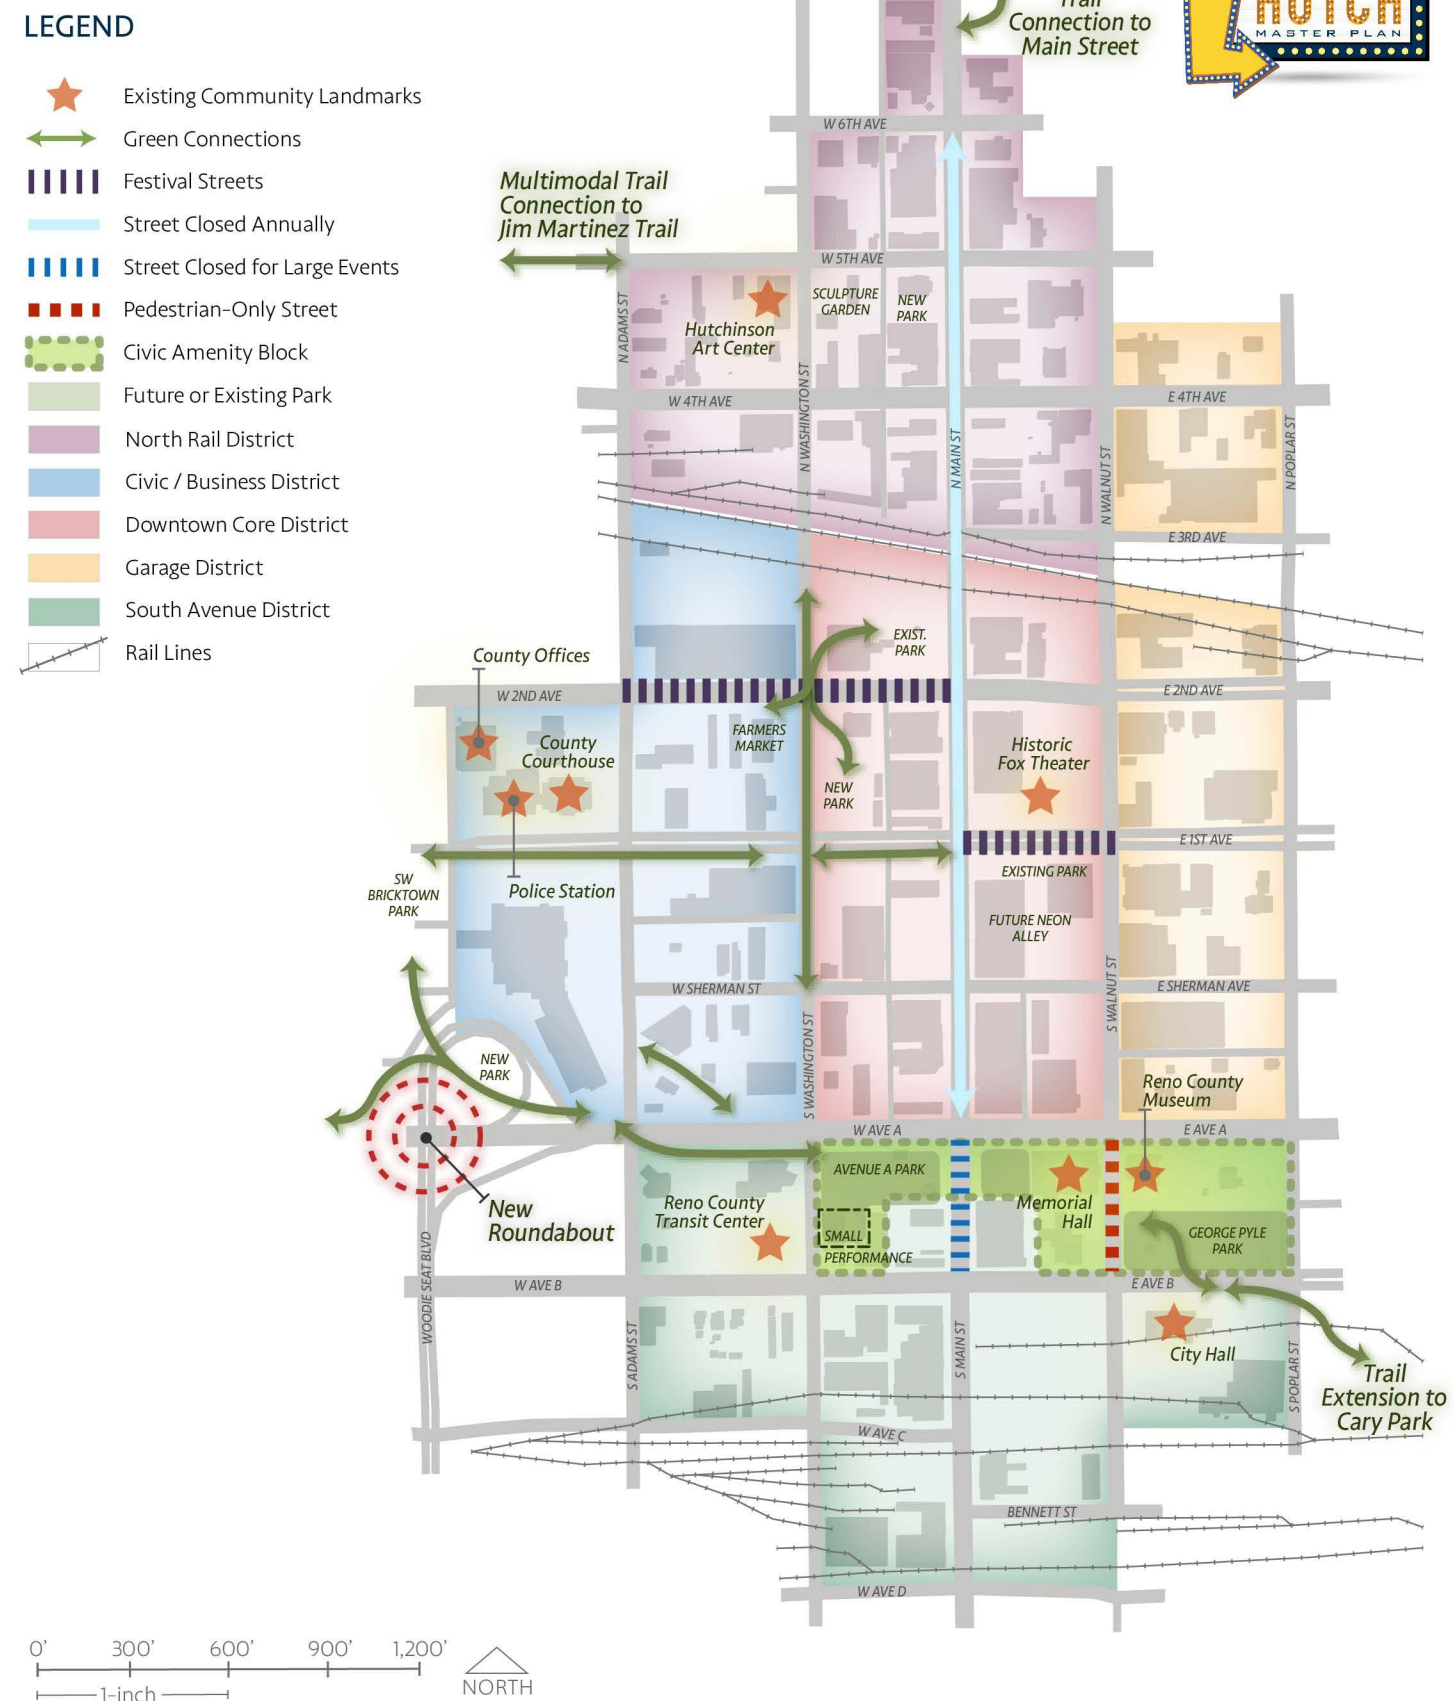 LEGEND
Existing Community Landmarks
Green Connections
Festival Streets
Street Closed Annually
Street Closed for Large Events
Pedestrian-Only Street
Civic Amenity Block
Future or Existing Park
North Rail District
Civic / Business District
Downtown Core District
Garage District
South Avenue District
Rail Lines
Trail
Connection to
Main Street
HUTCH
MASTER PLAN
W 6TH AVE
Multimodal Trail
Connection to
Jim Martinez Trail
W 5TH AVE
N ADAMS ST
Hutchinson
Art Center
SCULPTURE
GARDEN
NEW
PARK
W 4TH AVE
E 4TH AVE
N WASHINGTON ST
N MAIN ST
N WALNUT ST
N POPLAR ST
E 3RD AVE
County Offices
EXIST.
PARK
W 2ND AVE
E 2ND AVE
FARMERS
MARKET
County
Courthouse
Historic
Fox Theater
NEW
PARK
E 1ST AVE
SW
BRICKTOWN
PARK
Police Station
EXISTING PARK
FUTURE NEON
ALLEY
W SHERMAN ST
E SHERMAN AVE
S WALNUT ST
S WASHINGTON ST
NEW
PARK
Reno County
Museum
W AVE A
E AVE A
AVENUE A PARK
Reno County
Transit Center
Memorial
Hall
SMALL
PERFORMANCE
GEORGE PYLE
PARK
New
Roundabout
WOODIE SEAT BLVD
W AVE B
E AVE B
S ADAMS ST
S MAIN ST
S POPLAR ST
City Hall
Trail
Extension to
Cary Park
W AVE C
BENNETT ST
W AVE D
0' 300' 600' 900' 1,200'
1-inch
NORTH